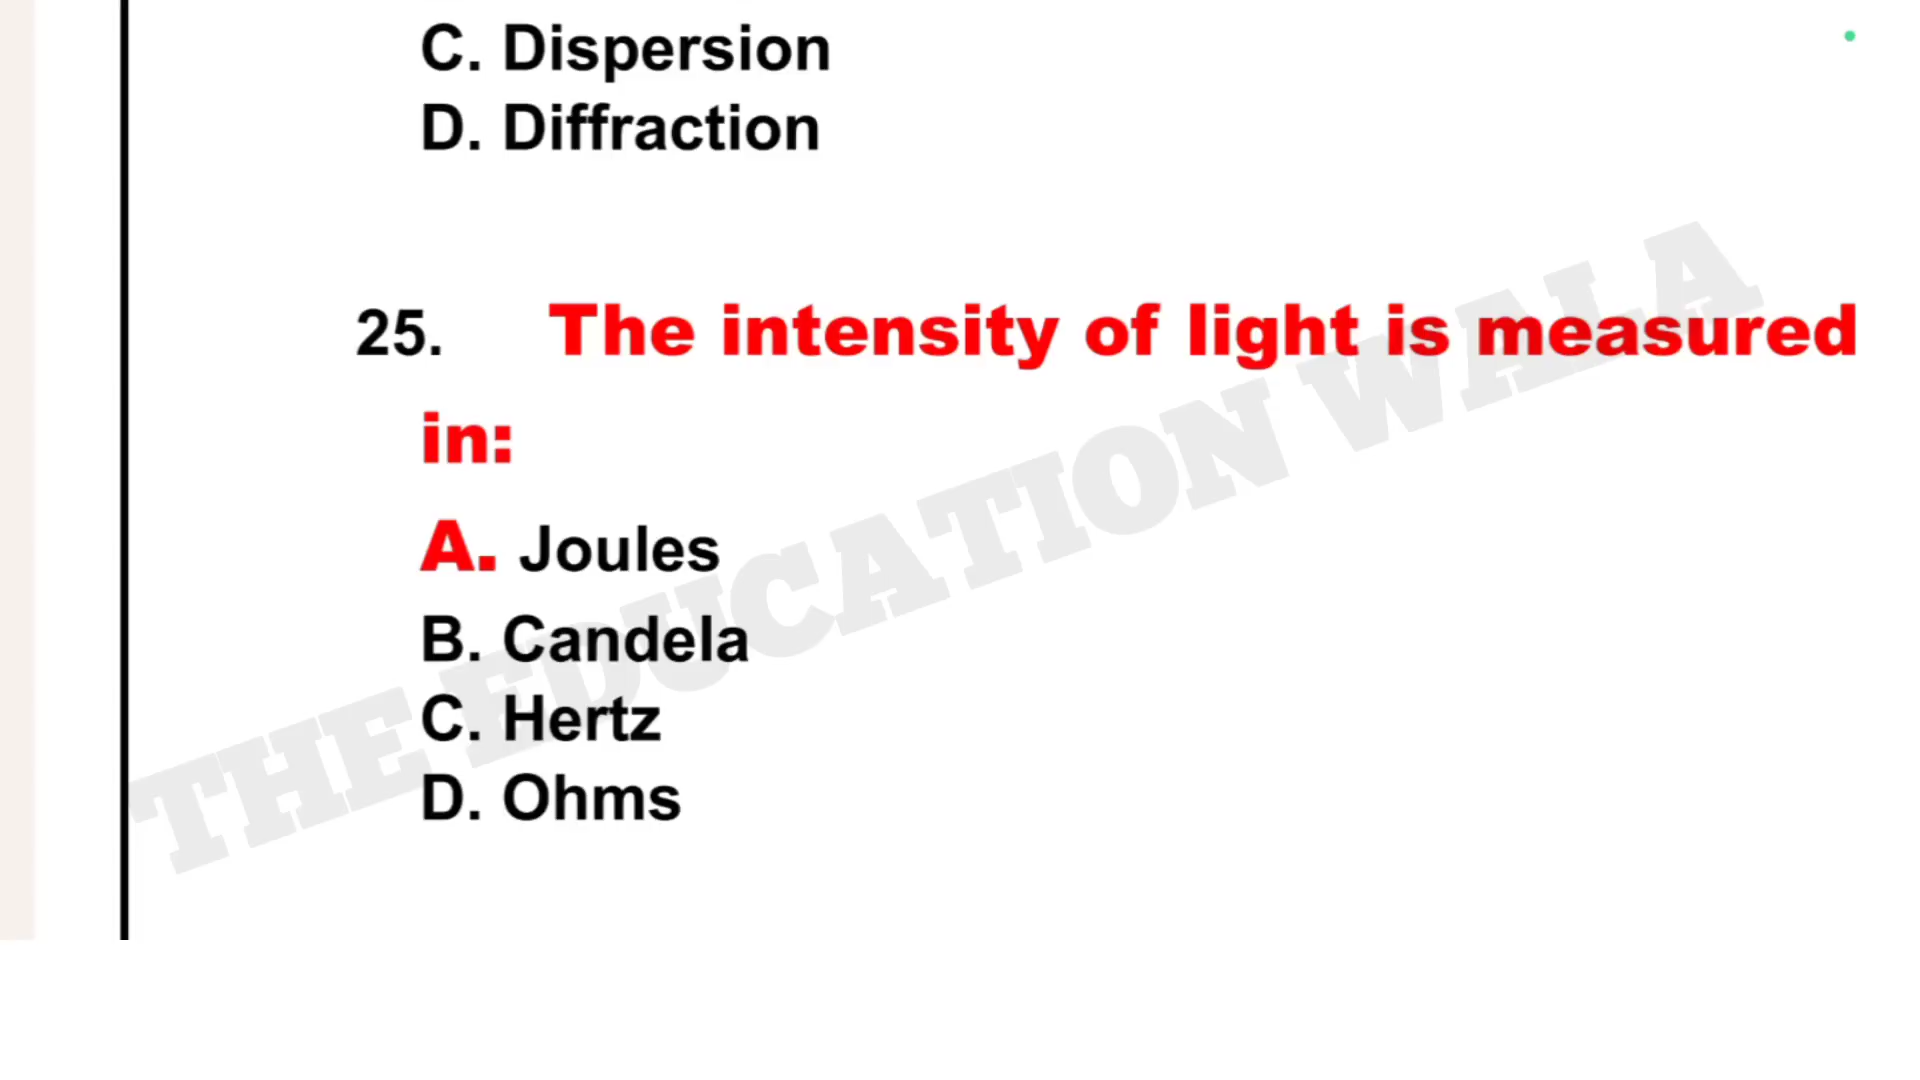 C. Dispersion
D. Diffraction
25. The intensity of light is measured
in:
A. Joules
B. Candela
C. Hertz
D. Ohms
THE EDUCATION WALA